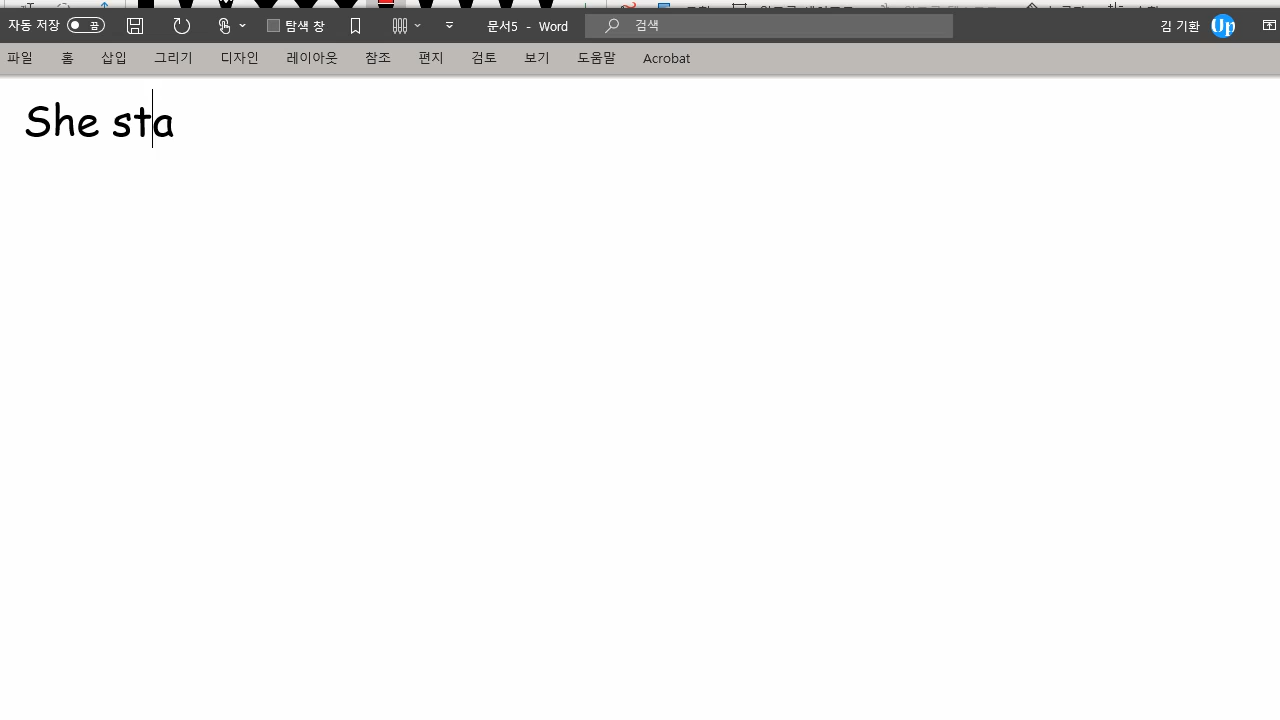 자동 저장 끔 탐색 창 문서5 - Word 검색 김 기환 Up
파일 홈 삽입 그리기 디자인 레이아웃 참조 편지 검토 보기 도움말 Acrobat
She sta